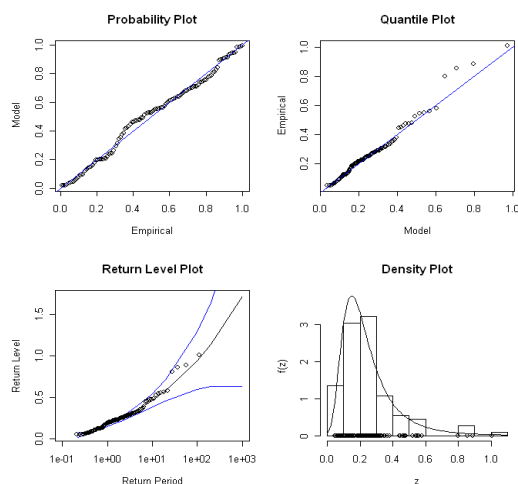 Probability Plot
Model
0.0 0.2 0.4 0.6 0.8 1.0
0.0 0.2 0.4 0.6 0.8 1.0
Empirical
Quantile Plot
Empirical
0.2 0.4 0.6 0.8 1.0
0.0 0.2 0.4 0.6 0.8 1.0
Model
Return Level Plot
Return Level
0.0 0.5 1.0 1.5
1e-01 1e+00 1e+01 1e+02 1e+03
Return Period
Density Plot
f(z)
0 1 2 3
0.0 0.2 0.4 0.6 0.8 1.0
z